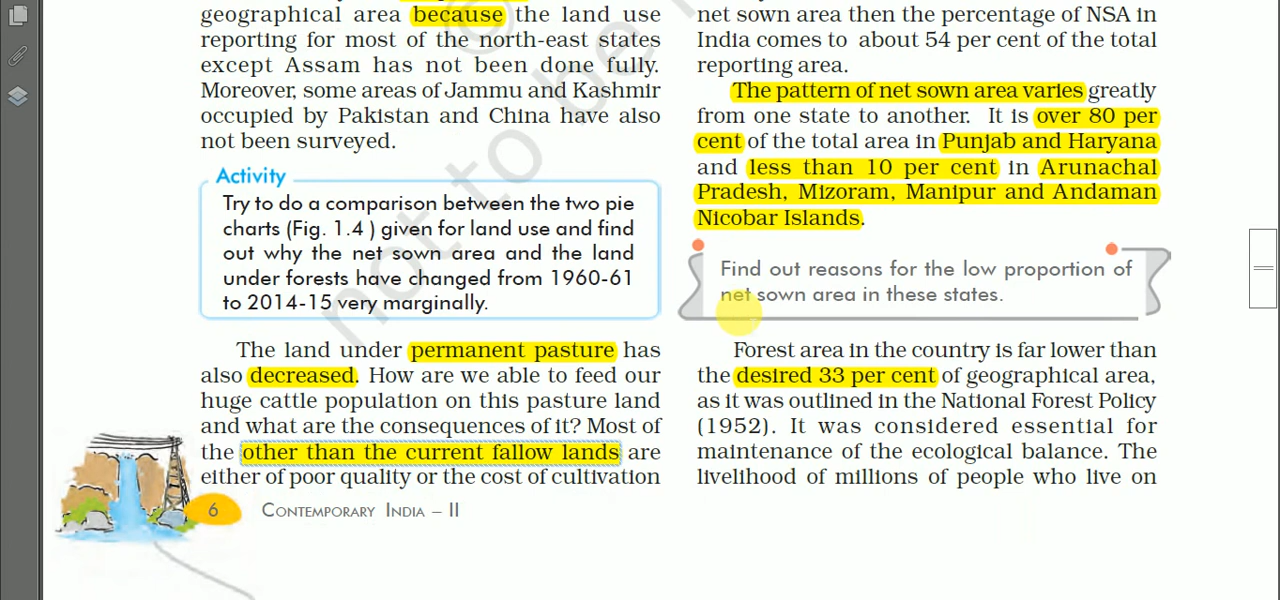 geographical area because the land use
reporting for most of the north-east states
except Assam has not been done fully.
Moreover, some areas of Jammu and Kashmir
occupied by Pakistan and China have also
not been surveyed.
Activity
Try to do a comparison between the two pie
charts (Fig. 1.4 ) given for land use and find
out why the net sown area and the land
under forests have changed from 1960-61
to 2014-15 very marginally.
The land under permanent pasture has
also decreased. How are we able to feed our
huge cattle population on this pasture land
and what are the consequences of it? Most of
the other than the current fallow lands are
either of poor quality or the cost of cultivation
net sown area then the percentage of NSA in
India comes to about 54 per cent of the total
reporting area.
The pattern of net sown area varies greatly
from one state to another. It is over 80 per
cent of the total area in Punjab and Haryana
and less than 10 per cent in Arunachal
Pradesh, Mizoram, Manipur and Andaman
Nicobar Islands.
Find out reasons for the low proportion of
net sown area in these states.
Forest area in the country is far lower than
the desired 33 per cent of geographical area,
as it was outlined in the National Forest Policy
(1952). It was considered essential for
maintenance of the ecological balance. The
livelihood of millions of people who live on
6 Contemporary India – II
not to be
©